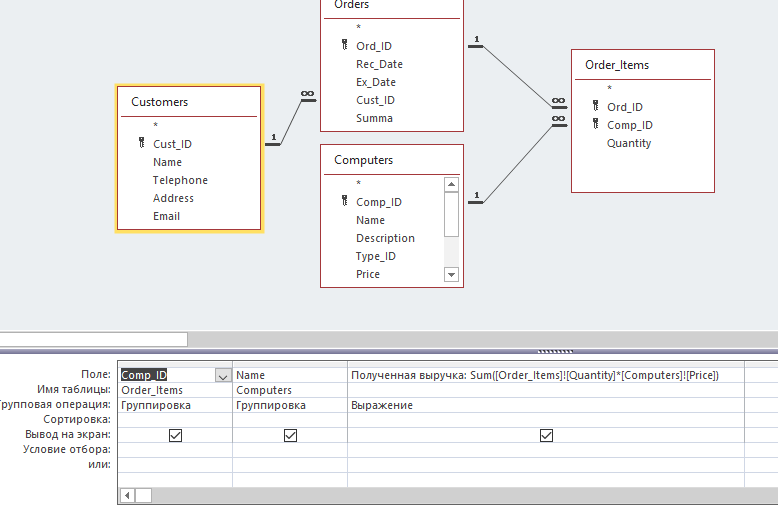 Orders
*
Ord_ID
Rec_Date
Ex_Date
Cust_ID
Summa
1
∞
Order_Items
*
Ord_ID
Comp_ID
Quantity
Customers
*
Cust_ID
Name
Telephone
Address
Email
1
∞
∞
Computers
*
Comp_ID
Name
Description
Type_ID
Price
1
Поле: Comp_ID Name Полученная выручка: Sum([Order_Items]![Quantity]*[Computers]![Price])
Имя таблицы: Order_Items Computers
Групповая операция: Группировка Группировка Выражение
Сортировка:
Вывод на экран:
Условие отбора:
или: